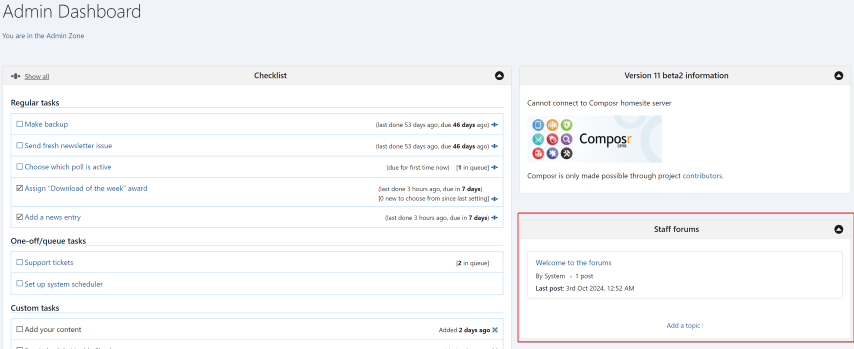 Admin Dashboard
You are in the Admin Zone
Show all
Checklist
Regular tasks
Make backup
(last done 53 days ago, due 46 days ago)
Send fresh newsletter issue
(last done 53 days ago, due 46 days ago)
Choose which poll is active
(due for first time now) [1 in queue]
Assign "Download of the week" award
(last done 3 hours ago, due in 7 days)
[0 new to choose from since last setting]
Add a news entry
(last done 3 hours ago, due in 7 days)
One-off/queue tasks
Support tickets
[2 in queue]
Set up system scheduler
Custom tasks
Add your content
Added 2 days ago
Version 11 beta2 information
Cannot connect to Composr homesite server
Composr
CMS
Composr is only made possible through project contributors.
Staff forums
Welcome to the forums
By System - 1 post
Last post: 3rd Oct 2024, 12:52 AM
Add a topic !